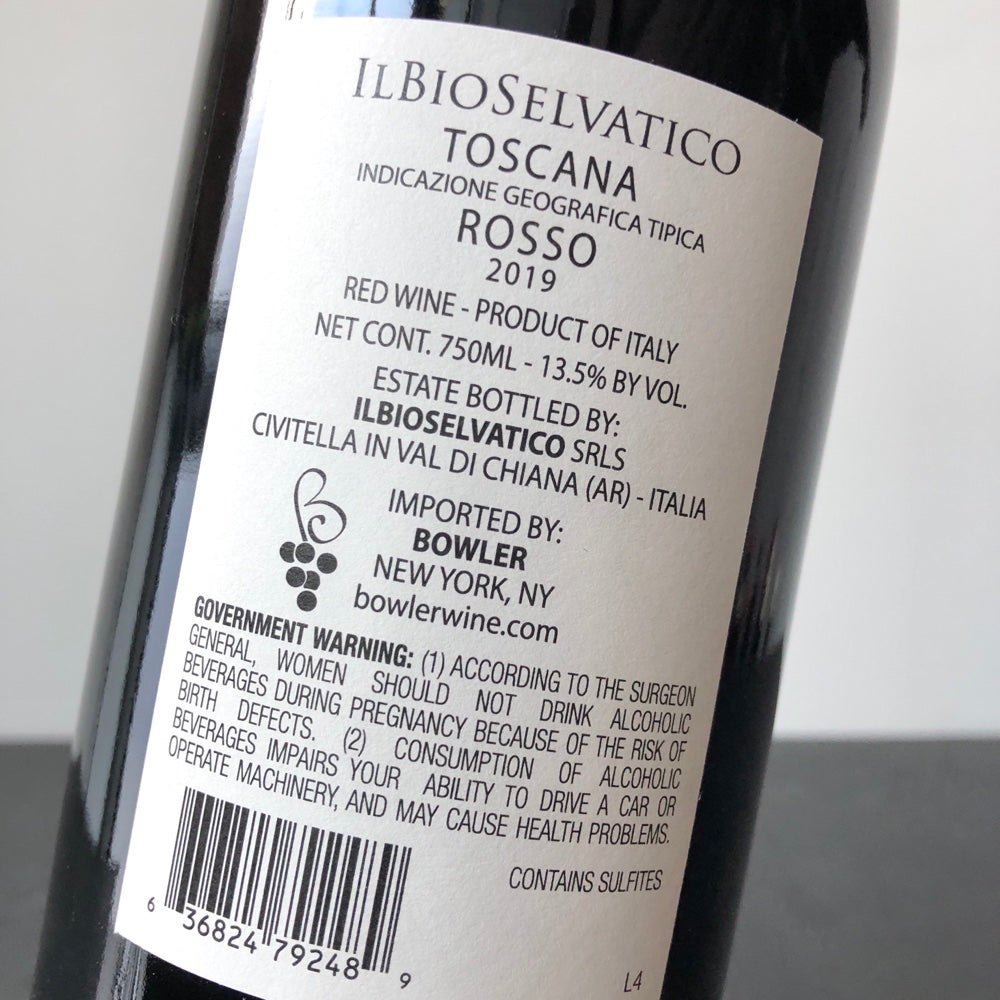 ILBIOSELVATICO
TOSCANA
INDICAZIONE GEOGRAFICA TIPICA
ROSSO
2019
RED WINE - PRODUCT OF ITALY
NET CONT. 750ML - 13.5% BY VOL.
ESTATE BOTTLED BY:
ILBIOSELVATICO SRLS
CIVITELLA IN VAL DI CHIANA (AR) - ITALIA
IMPORTED BY:
BOWLER
NEW YORK, NY
bowlerwine.com
GOVERNMENT WARNING: (1) ACCORDING TO THE SURGEON
GENERAL, WOMEN SHOULD NOT DRINK ALCOHOLIC
BEVERAGES DURING PREGNANCY BECAUSE OF THE RISK OF
BIRTH DEFECTS. (2) CONSUMPTION OF ALCOHOLIC
BEVERAGES IMPAIRS YOUR ABILITY TO DRIVE A CAR OR
OPERATE MACHINERY, AND MAY CAUSE HEALTH PROBLEMS.
CONTAINS SULFITES
6 36824 79248 9
L4